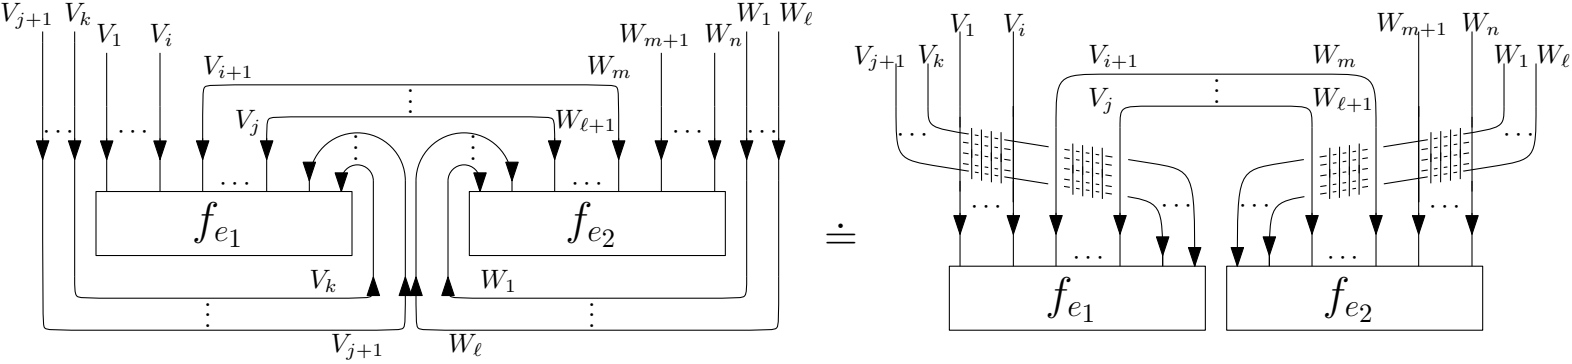 V_{j+1} V_k V_1 V_i V_{i+1} W_m W_{m+1} W_n W_1 W_ℓ
V_j W_{ℓ+1}
f_{e_1} f_{e_2}
V_k W_1
V_{j+1} W_ℓ
≐
V_{j+1} V_k V_1 V_i V_{i+1} W_m W_{m+1} W_n W_1 W_ℓ
V_j W_{ℓ+1}
f_{e_1} f_{e_2}